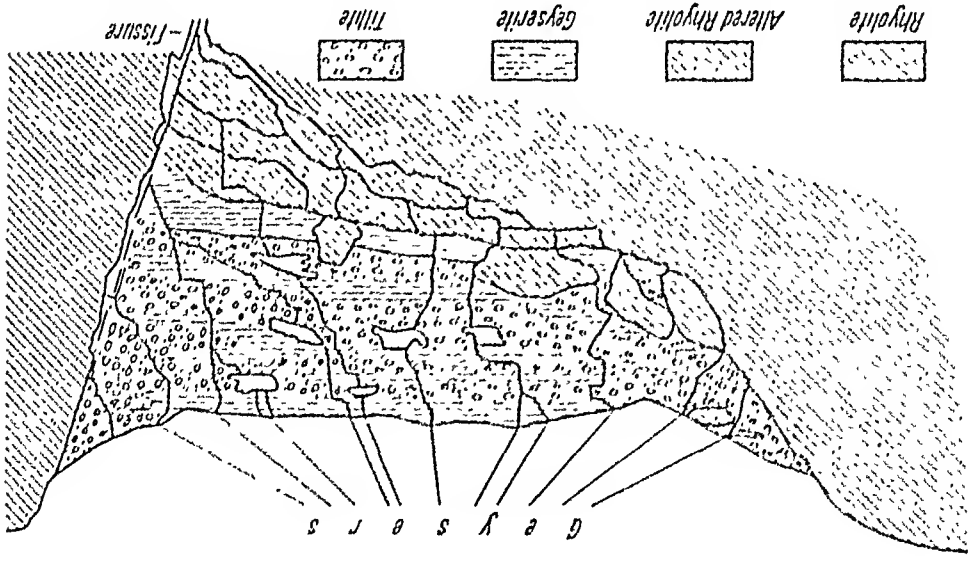 G e y s e r s
–Fissure
Rhyolite
Altered Rhyolite
Geyserite
Tillite